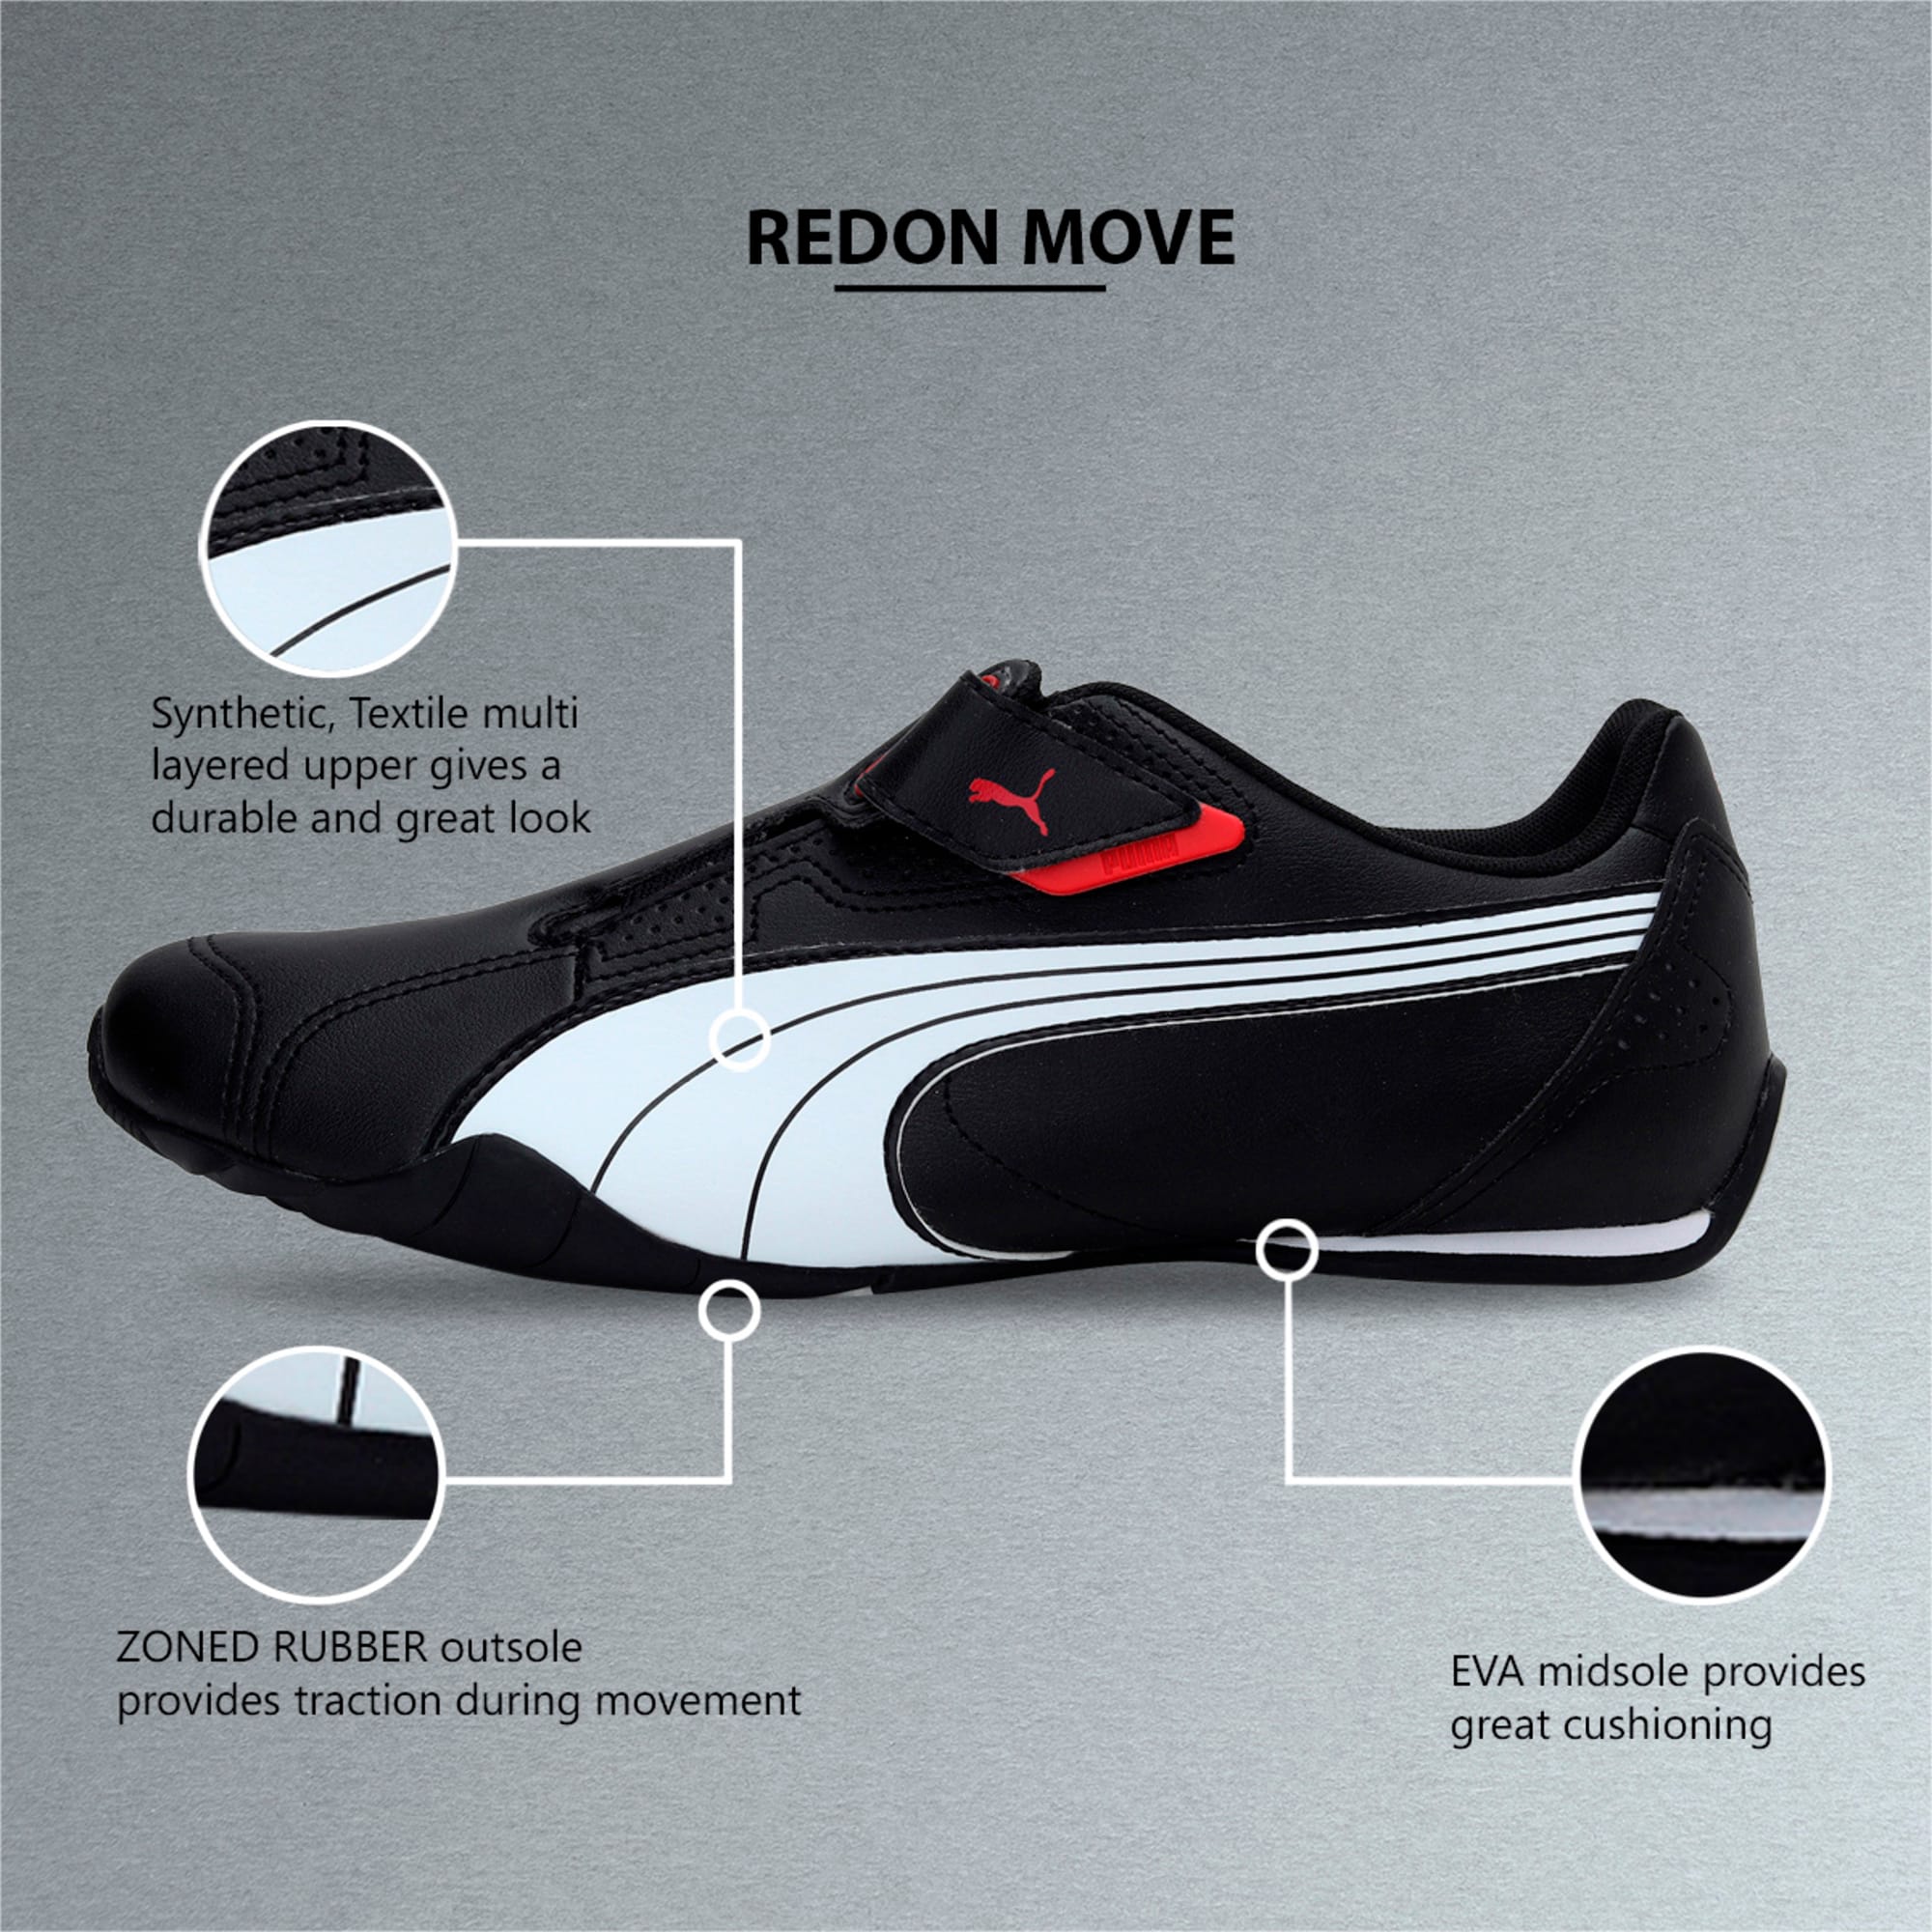 REDON MOVE
Synthetic, Textile multi
layered upper gives a
durable and great look
PUMA
ZONED RUBBER outsole
provides traction during movement
EVA midsole provides
great cushioning